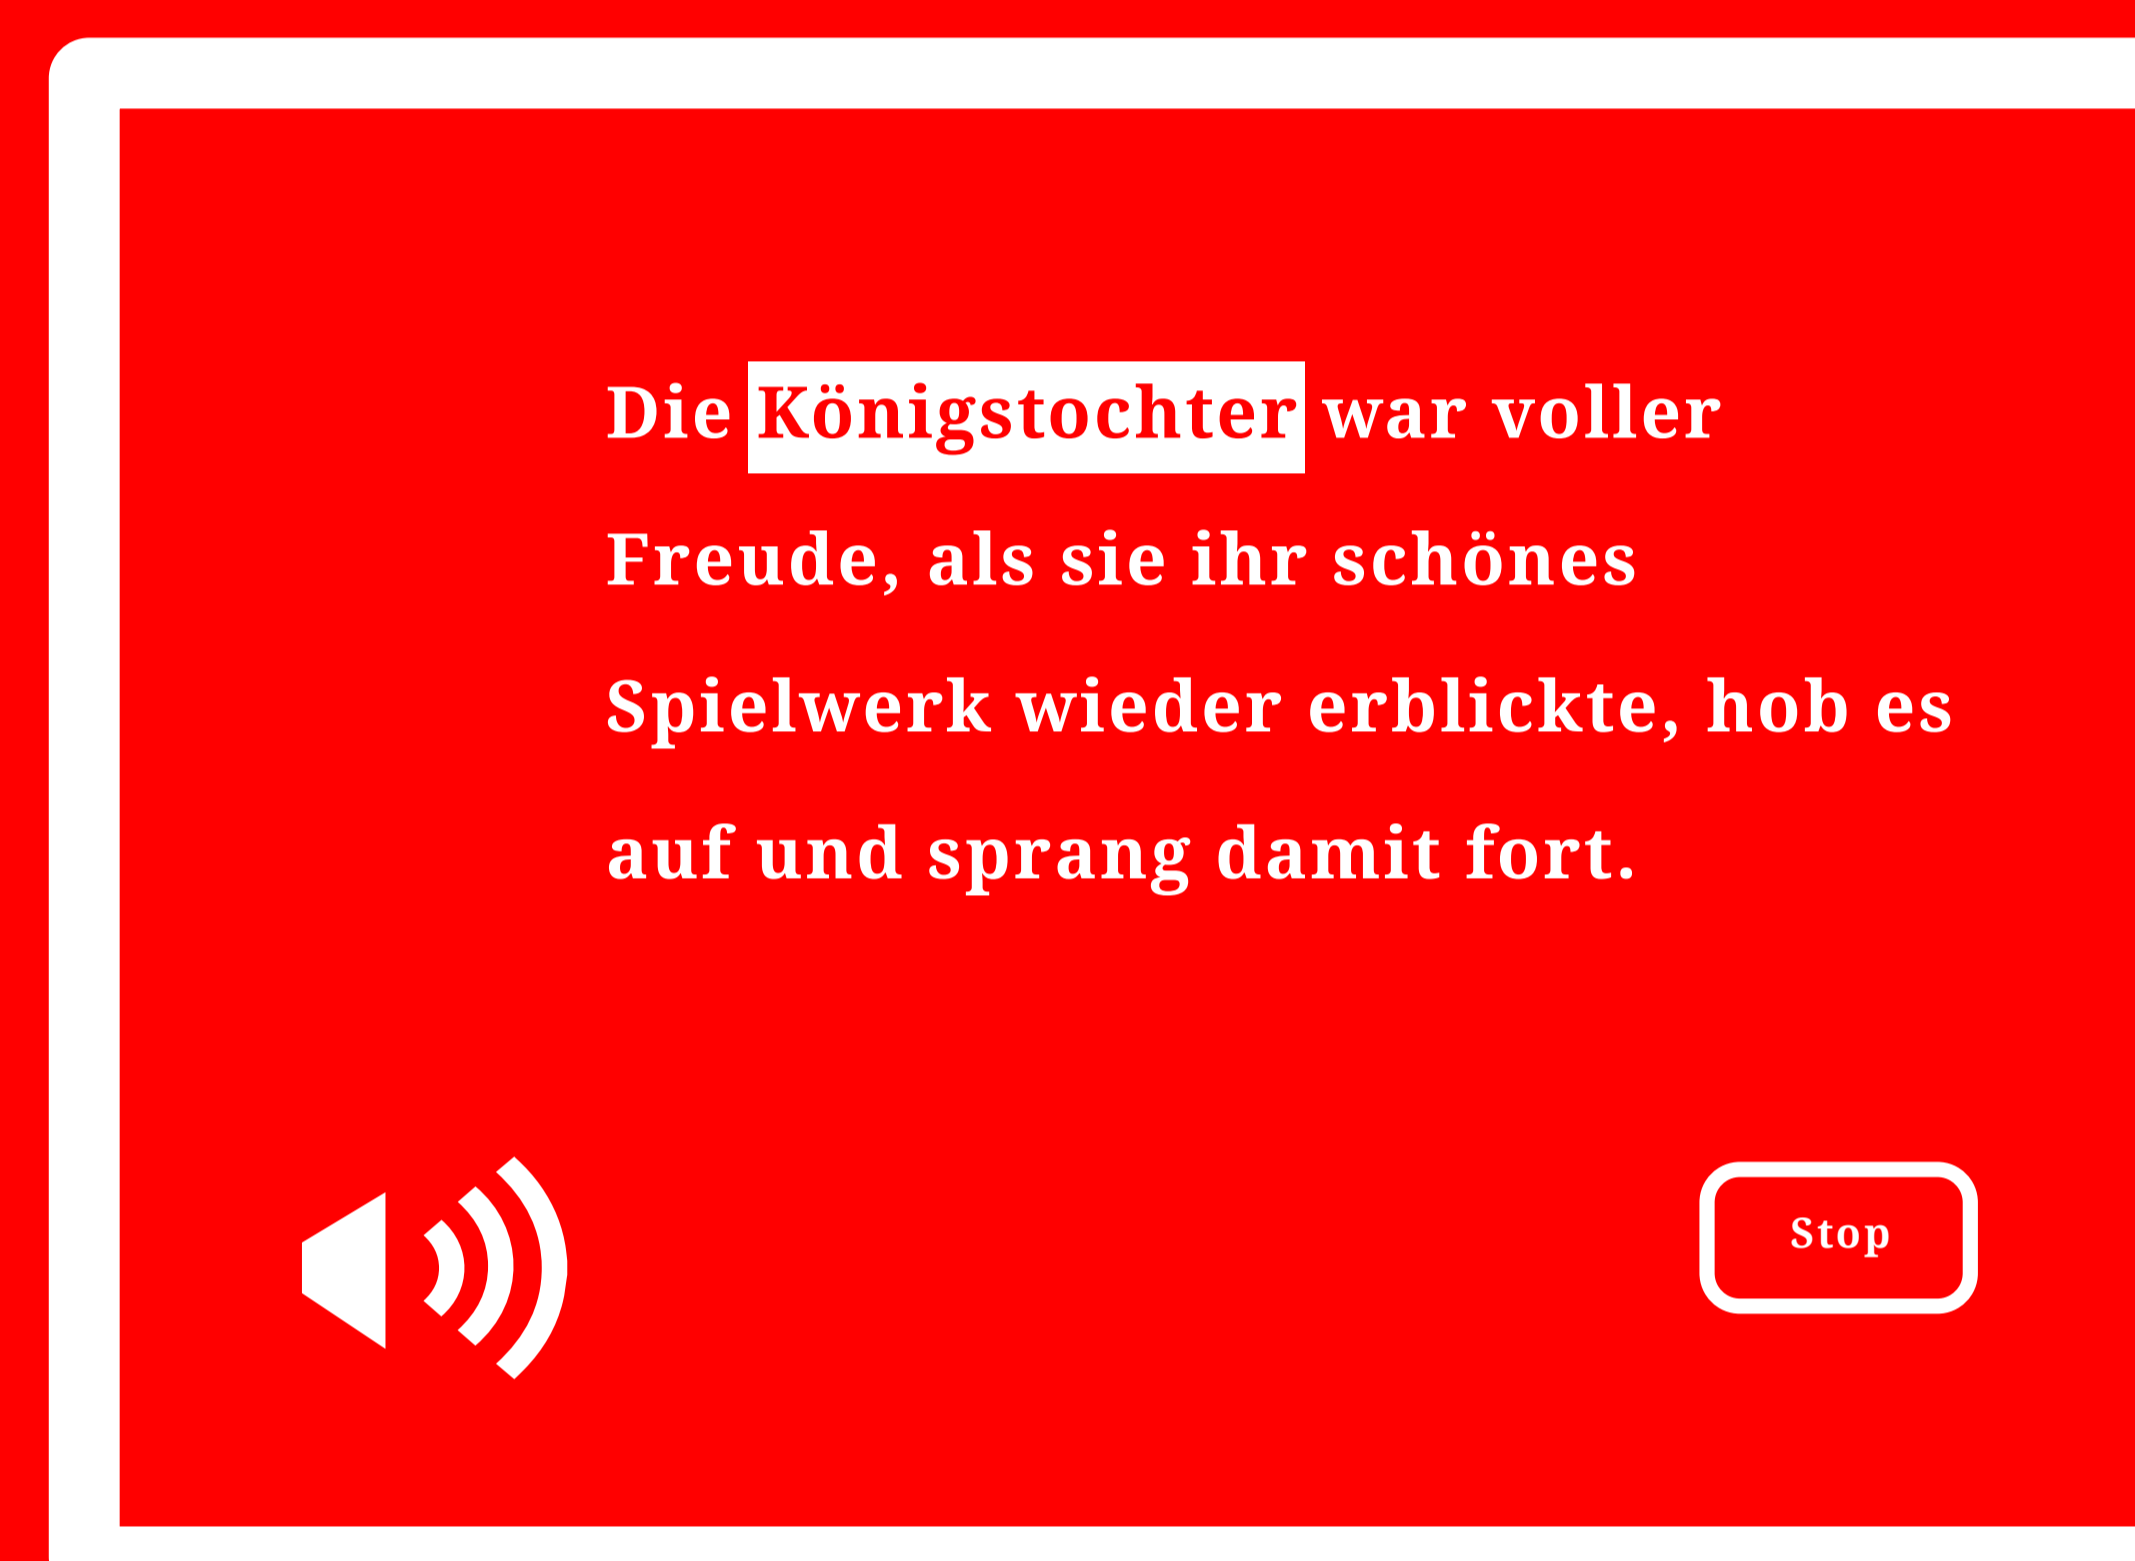 Die Königstochter war voller
Freude, als sie ihr schönes
Spielwerk wieder erblickte, hob es
auf und sprang damit fort.
Stop